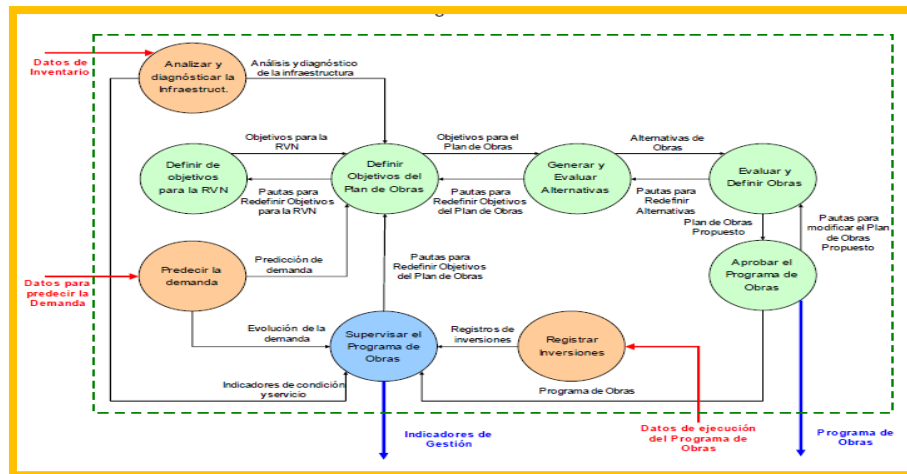 Datos de
Inventario
Analizar y
diagnósticar la
Infraestruct.
Análisis y diagnóstico
de la infraestructura
Objetivos para la
RVN
Objetivos para el
Plan de Obras
Alternativas de
Obras
Definir de
objetivos
para la RVN
Definir
Objetivos del
Plan de Obras
Generar y
Evaluar
Alternativas
Evaluar y
Definir Obras
Pautas para
Redefinir Objetivos
para la RVN
Pautas para
Redefinir Objetivos
del Plan de Obras
Pautas para
Redefinir
Alternativas
Plan de Obras
Propuesto
Pautas para
modificar el Plan
de Obras
Propuesto
Datos para
predecir la
Demanda
Predecir la
demanda
Predicción de
demanda
Pautas para
Redefinir Objetivos
del Plan de Obras
Aprobar el
Programa de
Obras
Evolución de la
demanda
Supervisar el
Programa de
Obras
Registros de
inversiones
Registrar
Inversiones
Indicadores de condición
y servicio
Programa de Obras
Indicadores de
Gestión
Datos de ejecución
del Programa de
Obras
Programa de
Obras